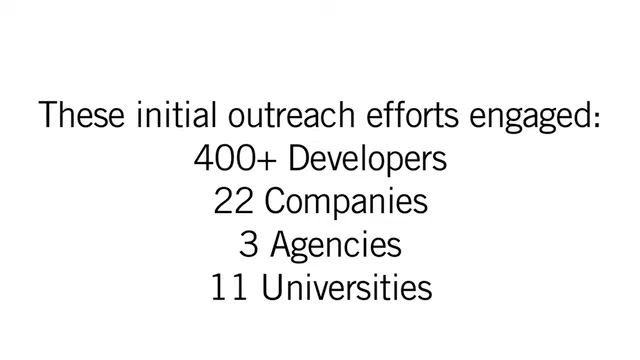 These initial outreach efforts engaged:
400+ Developers
22 Companies
3 Agencies
11 Universities